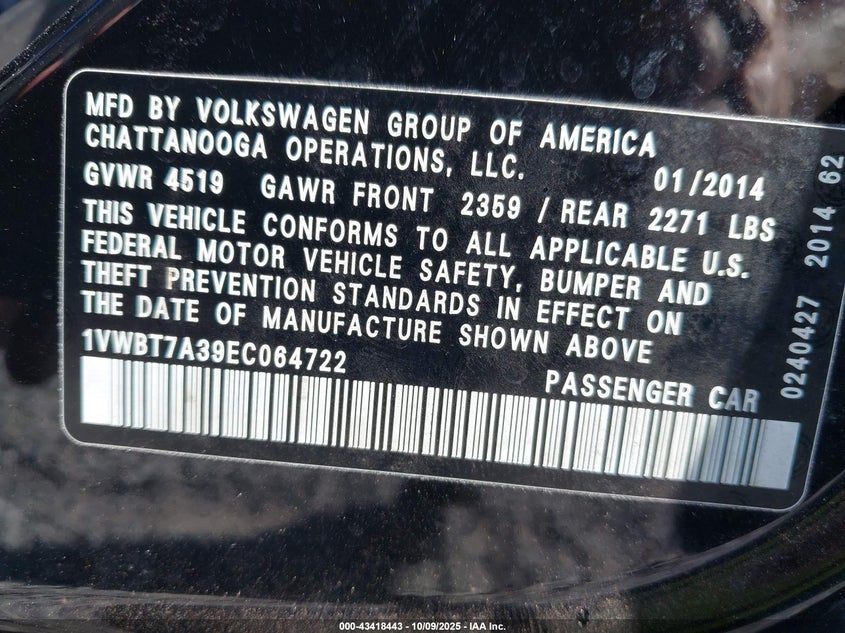 MFD BY VOLKSWAGEN GROUP OF AMERICA
CHATTANOOGA OPERATIONS, LLC. 01/2014
GVWR 4519 GAWR FRONT 2359 / REAR 2271 LBS
THIS VEHICLE CONFORMS TO ALL APPLICABLE U.S.
FEDERAL MOTOR VEHICLE SAFETY, BUMPER AND
THEFT PREVENTION STANDARDS IN EFFECT ON
THE DATE OF MANUFACTURE SHOWN ABOVE
1VWBT7A39EC064722 PASSENGER CAR
0240427 2014 62
000-43418443 - 10/09/2025 - IAA Inc.